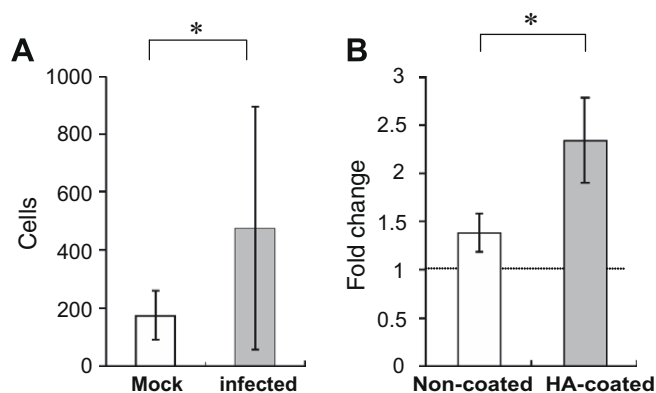 A
*
1000
800
600
400
200
0
Cells
Mock infected
B
*
3
2.5
2
1.5
1
0.5
0
Fold change
Non-coated HA-coated